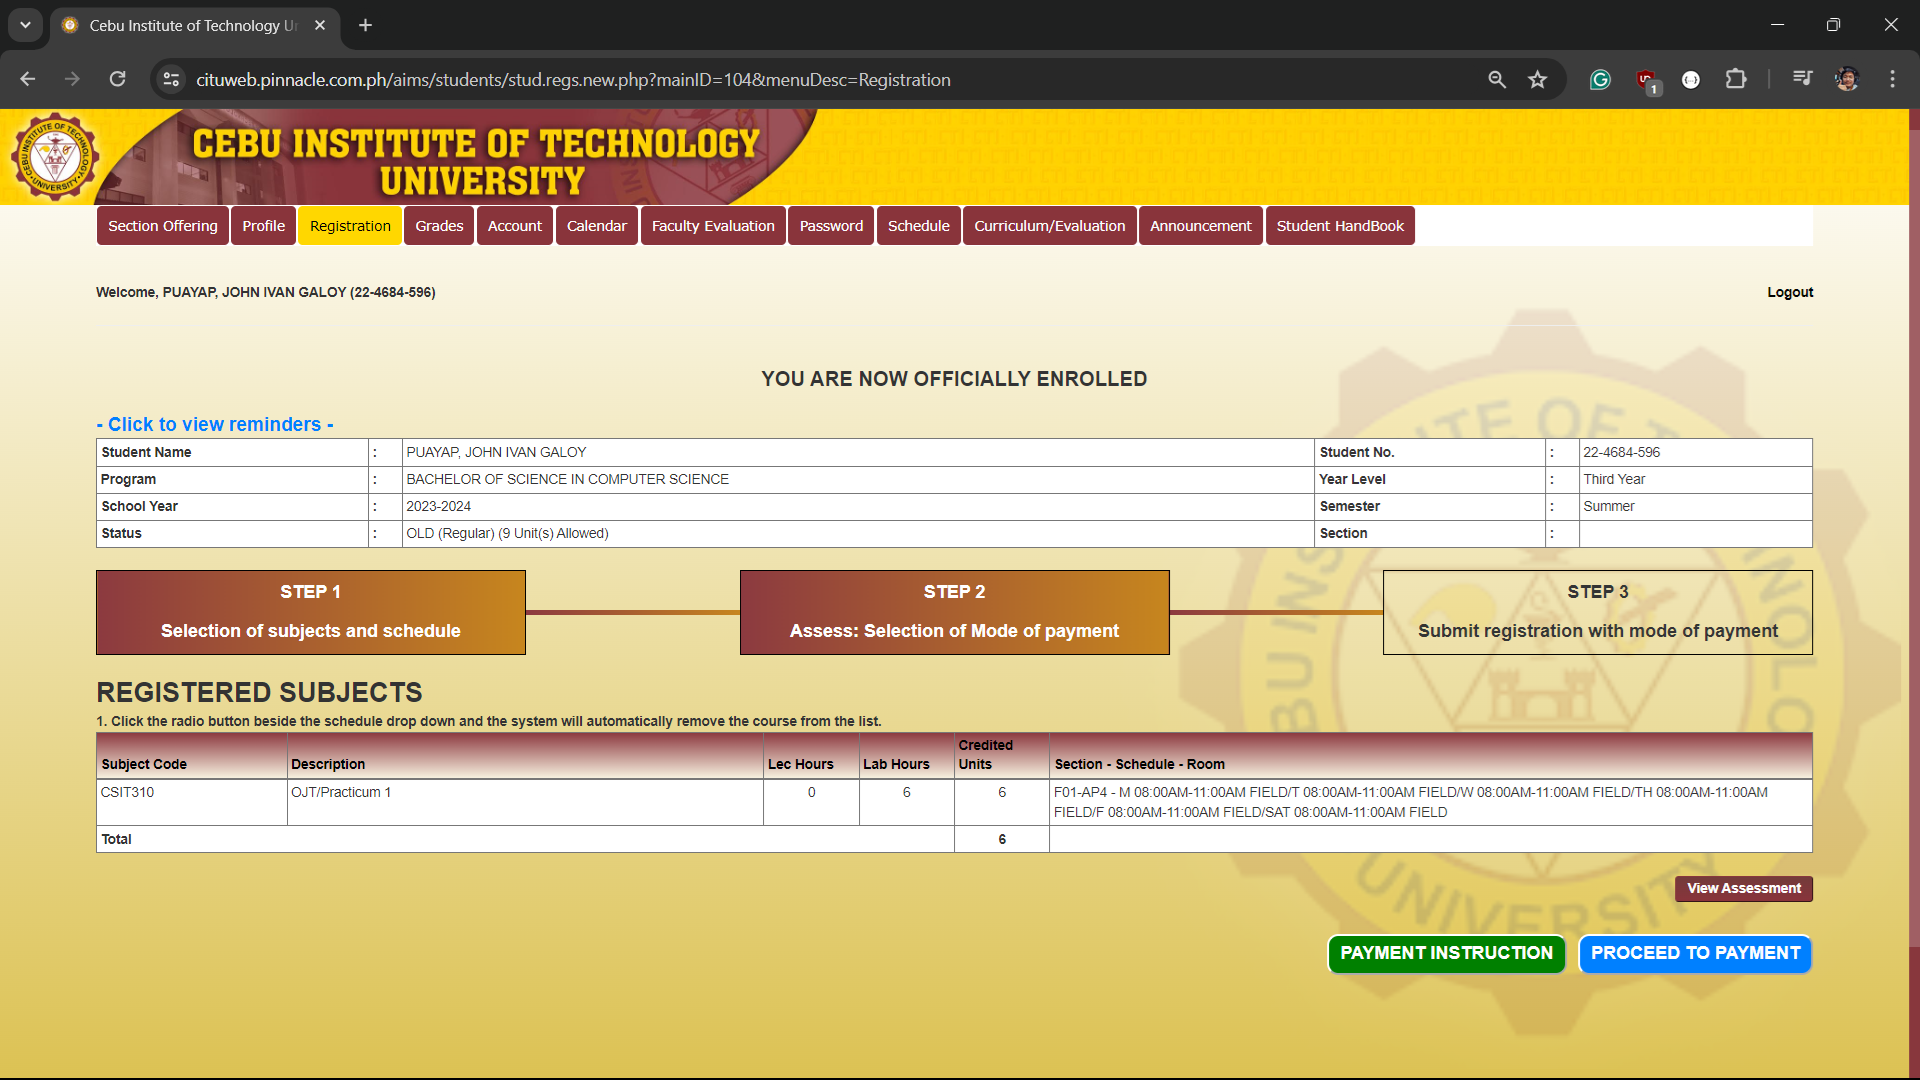 Cebu Institute of Technology Un
cituweb.pinnacle.com.ph/aims/students/stud.regs.new.php?mainID=104&menuDesc=Registration
1
CEBU INSTITUTE OF TECHNOLOGY
UNIVERSITY
Section Offering Profile Registration Grades Account Calendar Faculty Evaluation Password Schedule Curriculum/Evaluation Announcement Student HandBook
Welcome, PUAYAP, JOHN IVAN GALOY (22-4684-596) Logout
YOU ARE NOW OFFICIALLY ENROLLED
- Click to view reminders -
Student Name : PUAYAP, JOHN IVAN GALOY Student No. : 22-4684-596
Program : BACHELOR OF SCIENCE IN COMPUTER SCIENCE Year Level : Third Year
School Year : 2023-2024 Semester : Summer
Status : OLD (Regular) (9 Unit(s) Allowed) Section :
STEP 1 STEP 2 STEP 3
Selection of subjects and schedule Assess: Selection of Mode of payment Submit registration with mode of payment
REGISTERED SUBJECTS
1. Click the radio button beside the schedule drop down and the system will automatically remove the course from the list.
Subject Code Description Lec Hours Lab Hours Credited Units Section - Schedule - Room
CSIT310 OJT/Practicum 1 0 6 6 F01-AP4 - M 08:00AM-11:00AM FIELD/T 08:00AM-11:00AM FIELD/W 08:00AM-11:00AM FIELD/TH 08:00AM-11:00AM
FIELD/F 08:00AM-11:00AM FIELD/SAT 08:00AM-11:00AM FIELD
Total 6
View Assessment
PAYMENT INSTRUCTION PROCEED TO PAYMENT